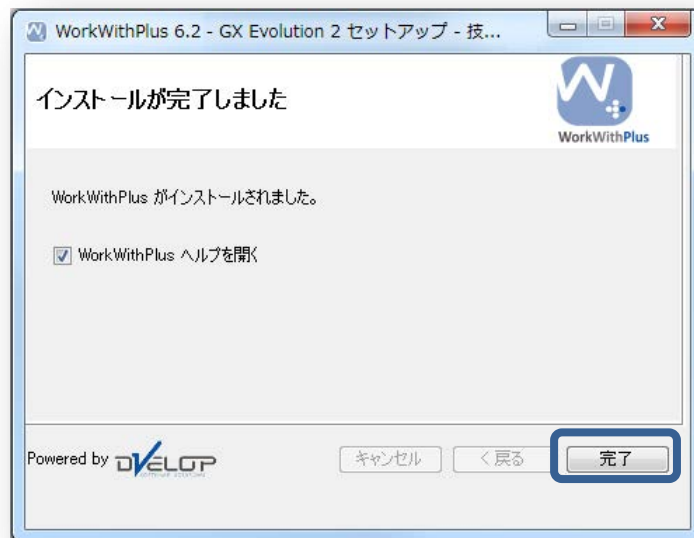 WorkWithPlus 6.2 - GX Evolution 2 セットアップ - 技...
インストールが完了しました
WorkWithPlus
WorkWithPlus がインストールされました。
WorkWithPlus ヘルプを開く
Powered by DVELOP
キャンセル
< 戻る
完了